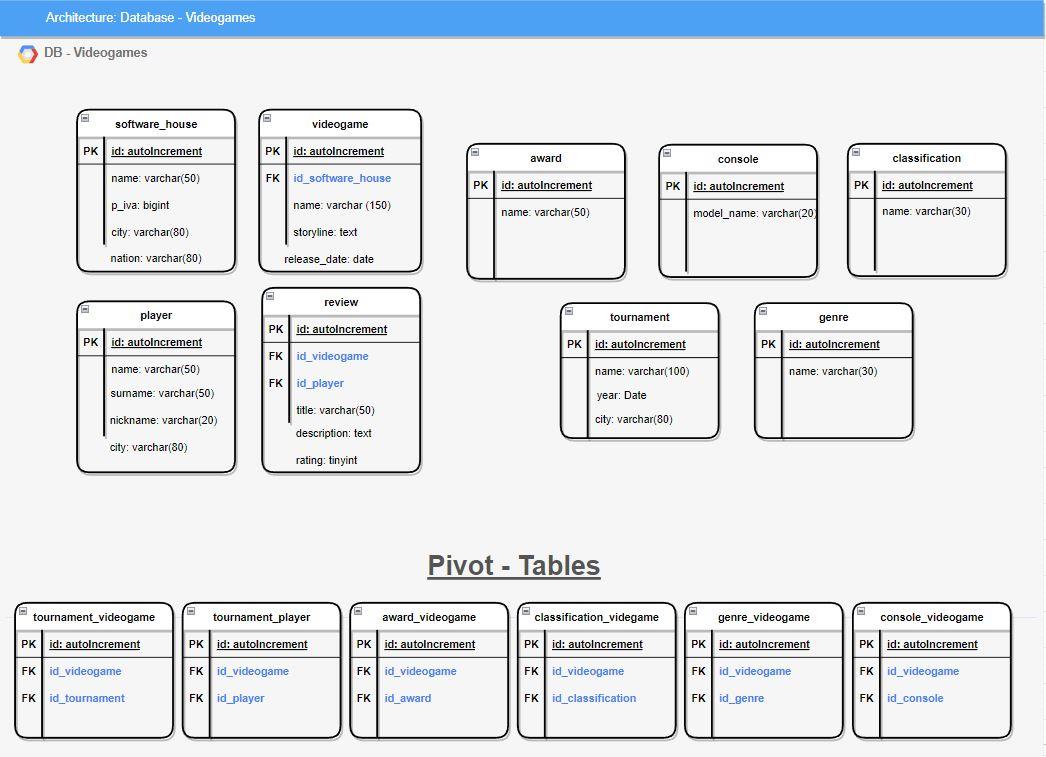 Architecture: Database - Videogames
DB - Videogames
software_house
PK id: autoIncrement
name: varchar(50)
p_iva: bigint
city: varchar(80)
nation: varchar(80)
videogame
PK id: autoIncrement
FK id_software_house
name: varchar (150)
storyline: text
release_date: date
award
PK id: autoIncrement
name: varchar(50)
console
PK id: autoIncrement
model_name: varchar(20)
classification
PK id: autoIncrement
name: varchar(30)
player
PK id: autoIncrement
name: varchar(50)
surname: varchar(50)
nickname: varchar(20)
city: varchar(80)
review
PK id: autoIncrement
FK id_videogame
FK id_player
title: varchar(50)
description: text
rating: tinyint
tournament
PK id: autoIncrement
name: varchar(100)
year: Date
city: varchar(80)
genre
PK id: autoIncrement
name: varchar(30)
Pivot - Tables
tournament_videogame
PK id: autoIncrement
FK id_videogame
FK id_tournament
tournament_player
PK id: autoIncrement
FK id_videogame
FK id_player
award_videogame
PK id: autoIncrement
FK id_videogame
FK id_award
classification_videgame
PK id: autoIncrement
FK id_videogame
FK id_classification
genre_videogame
PK id: autoIncrement
FK id_videogame
FK id_genre
console_videogame
PK id: autoIncrement
FK id_videogame
FK id_console